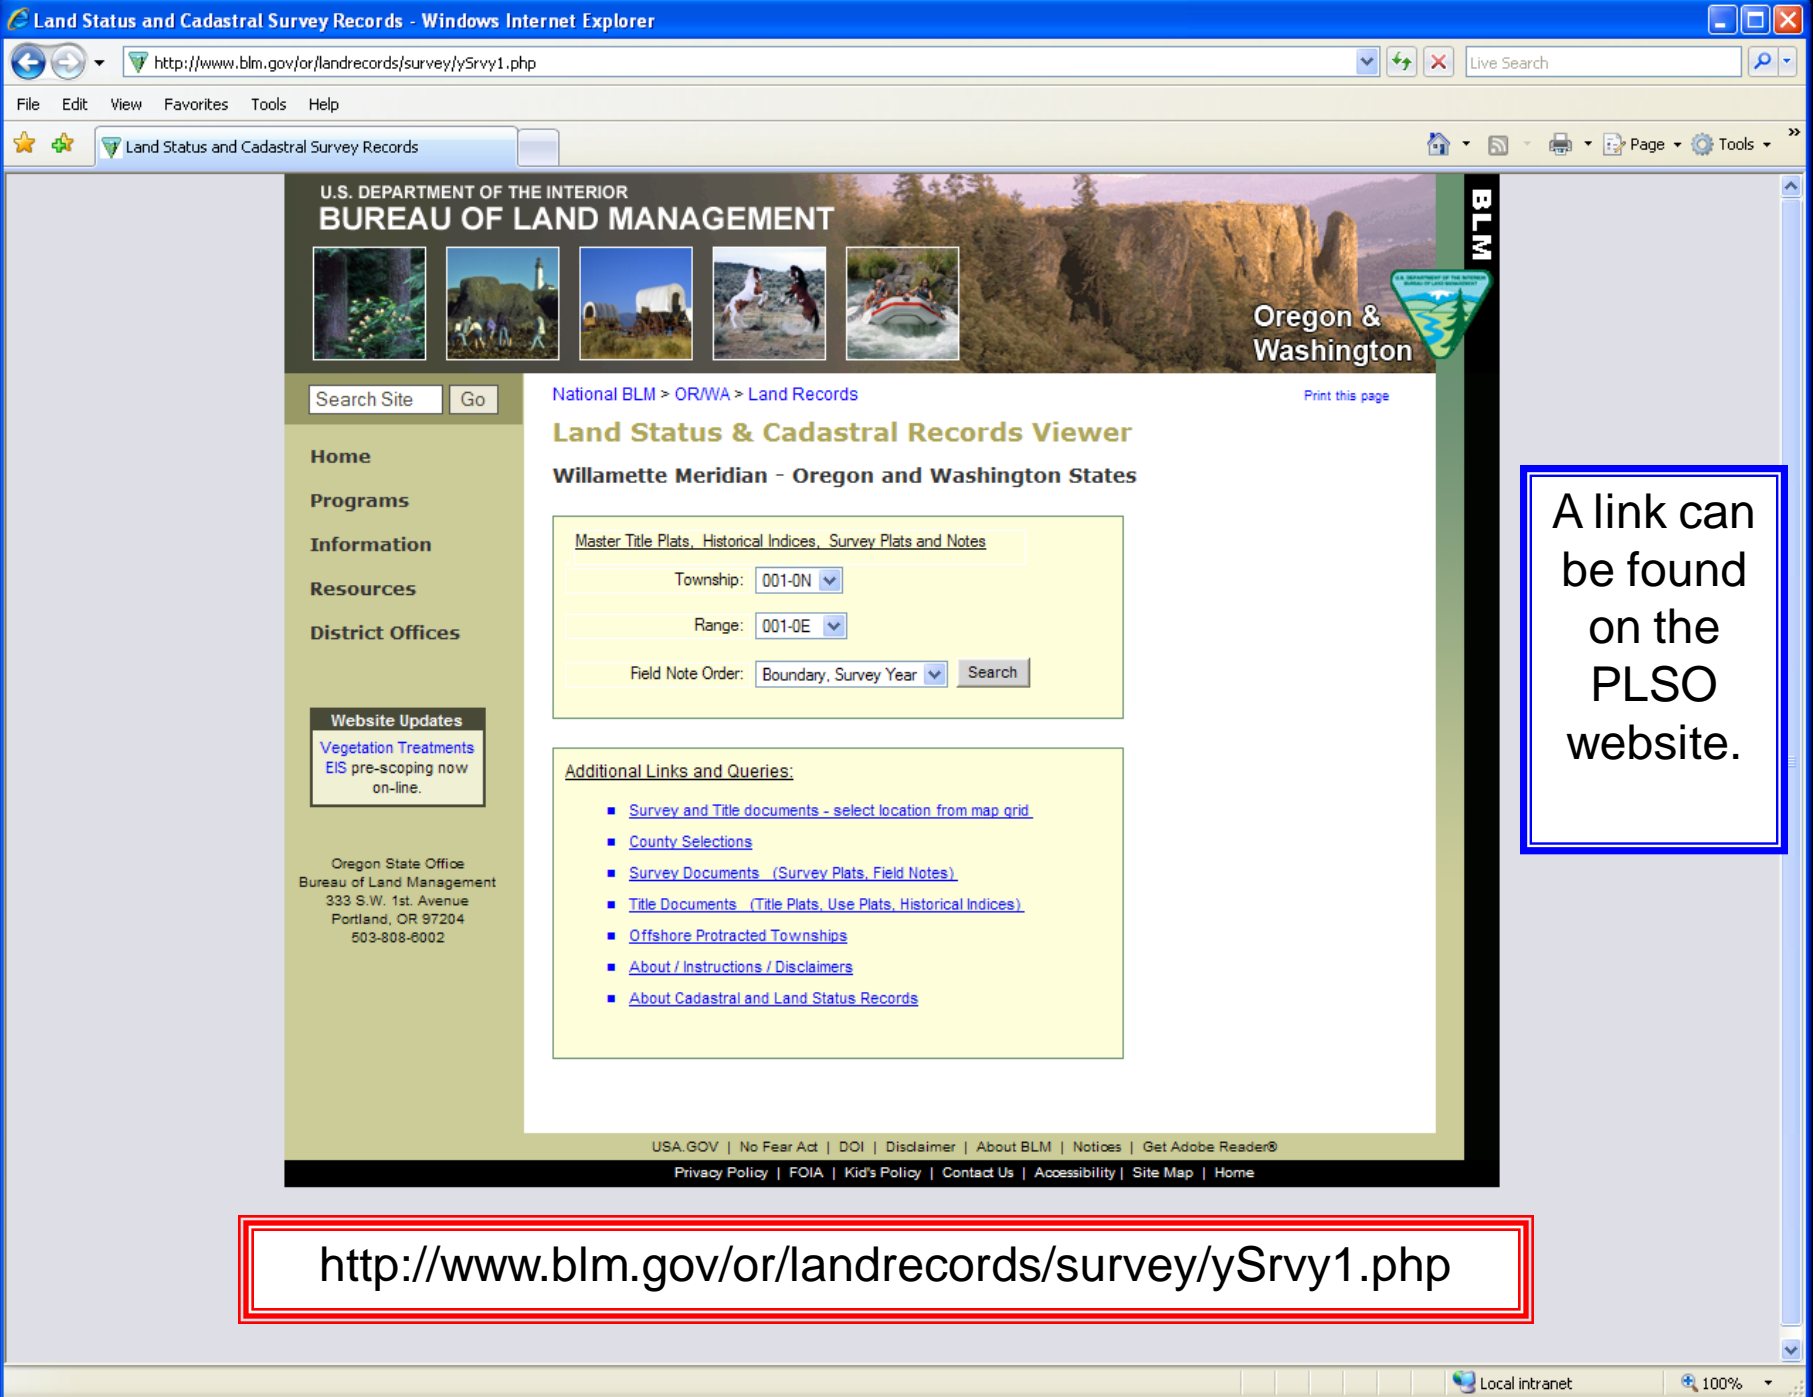 Land Status and Cadastral Survey Records - Windows Internet Explorer
http://www.blm.gov/or/landrecords/survey/ySrvy1.php
Live Search
File Edit View Favorites Tools Help
Land Status and Cadastral Survey Records
Page Tools
U.S. DEPARTMENT OF THE INTERIOR
BUREAU OF LAND MANAGEMENT
BLM
Oregon &
Washington
Search Site Go
National BLM > OR/WA > Land Records
Print this page
Land Status & Cadastral Records Viewer
Willamette Meridian - Oregon and Washington States
Home
Programs
Information
Resources
District Offices
Website Updates
Vegetation Treatments
EIS pre-scoping now
on-line.
Oregon State Office
Bureau of Land Management
333 S.W. 1st. Avenue
Portland, OR 97204
503-808-6002
Master Title Plats, Historical Indices, Survey Plats and Notes
Township: 001-0N
Range: 001-0E
Field Note Order: Boundary, Survey Year Search
Additional Links and Queries:
Survey and Title documents - select location from map grid
County Selections
Survey Documents (Survey Plats, Field Notes)
Title Documents (Title Plats, Use Plats, Historical Indices)
Offshore Protracted Townships
About / Instructions / Disclaimers
About Cadastral and Land Status Records
A link can
be found
on the
PLSO
website.
USA.GOV | No Fear Act | DOI | Disclaimer | About BLM | Notices | Get Adobe Reader®
Privacy Policy | FOIA | Kid's Policy | Contact Us | Accessibility | Site Map | Home
http://www.blm.gov/or/landrecords/survey/ySrvy1.php
Local intranet
100%